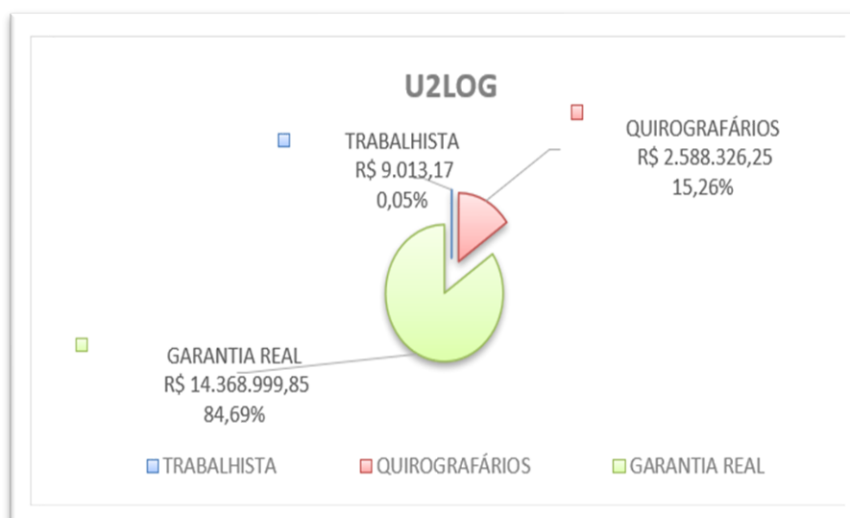 U2LOG
TRABALHISTA
R$ 9.013,17
0,05%
QUIROGRAFÁRIOS
R$ 2.588.326,25
15,26%
GARANTIA REAL
R$ 14.368.999,85
84,69%
TRABALHISTA QUIROGRAFÁRIOS GARANTIA REAL